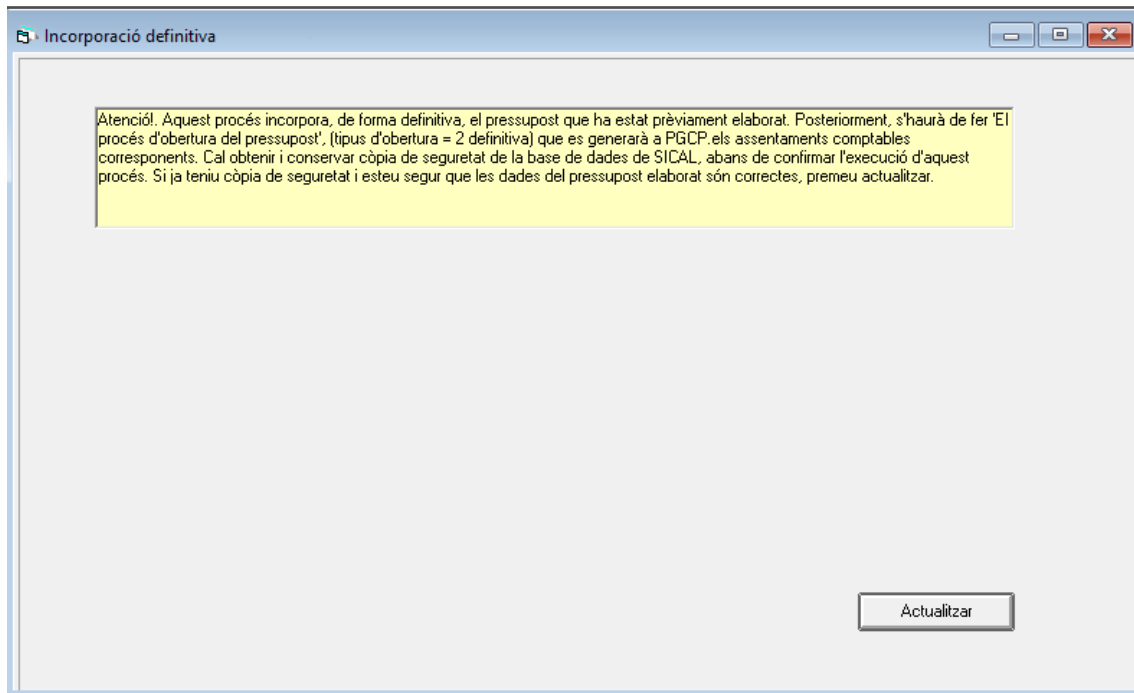 Incorporació definitiva
Atenció!. Aquest procés incorpora, de forma definitiva, el pressupost que ha estat prèviament elaborat. Posteriorment, s'haurà de fer 'El
procés d'obertura del pressupost', (tipus d'obertura = 2 definitiva) que es generarà a PGCP.els assentaments comptables
corresponents. Cal obtenir i conservar còpia de seguretat de la base de dades de SICAL, abans de confirmar l'execució d'aquest
procés. Si ja teniu còpia de seguretat i esteu segur que les dades del pressupost elaborat són correctes, premeu actualitzar.
Actualitzar